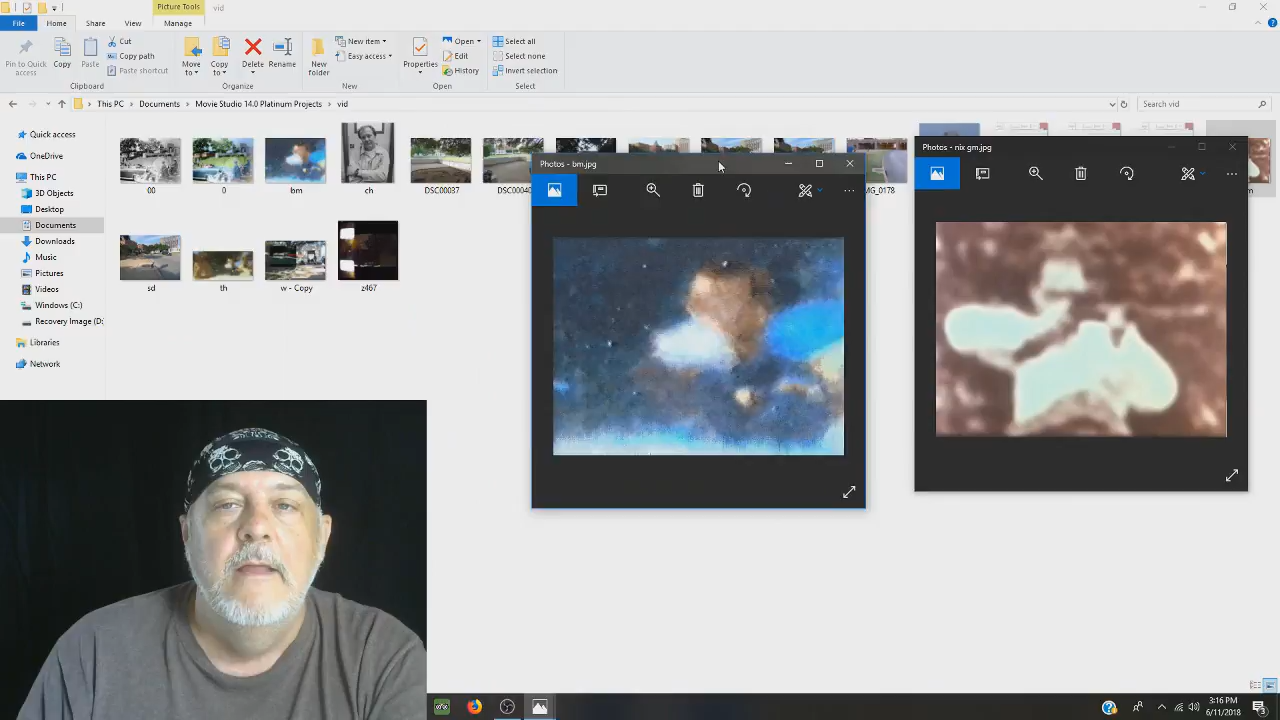 Picture Tools
vid
File
Home
Share
View
Manage
Pin to Quick access
Copy
Paste
Cut
Copy path
Paste shortcut
Clipboard
Move to
Copy to
Delete
Rename
Organize
New folder
New item
Easy access
New
Properties
Open
Edit
History
Open
Select all
Select none
Invert selection
Select
This PC
Documents
Movie Studio 14.0 Platinum Projects
vid
Search vid
Quick access
OneDrive
This PC
3D Objects
Desktop
Documents
Downloads
Music
Pictures
Videos
Windows (C:)
Recovery Image (D:
Libraries
Network
00
0
bm
ch
DSC00037
sd
th
w - Copy
z467
Photos - bm.jpg
Photos - nix gm.jpg
3:16 PM
6/11/2018